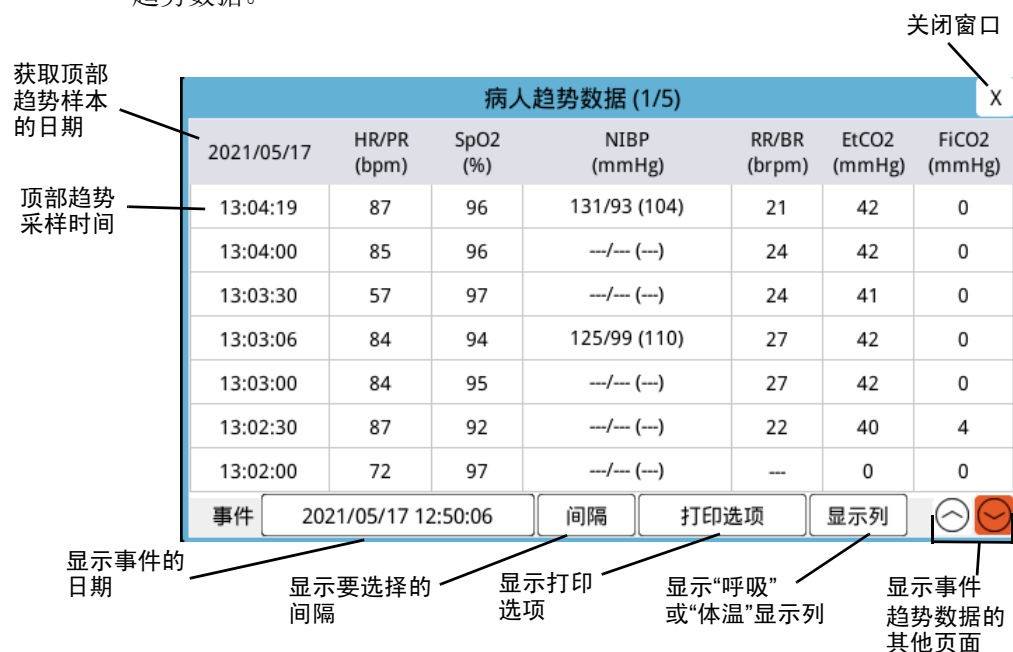 趋势数据。
关闭窗口
获取顶部
趋势样本
的日期
病人趋势数据 (1/5)
X
2021/05/17 HR/PR (bpm) SpO2 (%) NIBP (mmHg) RR/BR (brpm) EtCO2 (mmHg) FiCO2 (mmHg)
顶部趋势
采样时间
13:04:19 87 96 131/93 (104) 21 42 0
13:04:00 85 96 ---/--- (---) 24 42 0
13:03:30 57 97 ---/--- (---) 24 41 0
13:03:06 84 94 125/99 (110) 27 42 0
13:03:00 84 95 ---/--- (---) 27 42 0
13:02:30 87 92 ---/--- (---) 22 40 4
13:02:00 72 97 ---/--- (---) --- 0 0
事件 2021/05/17 12:50:06 间隔 打印选项 显示列
显示事件的
日期
显示要选择的
间隔
显示打印
选项
显示“呼吸”
或“体温”显示列
显示事件
趋势数据的
其他页面